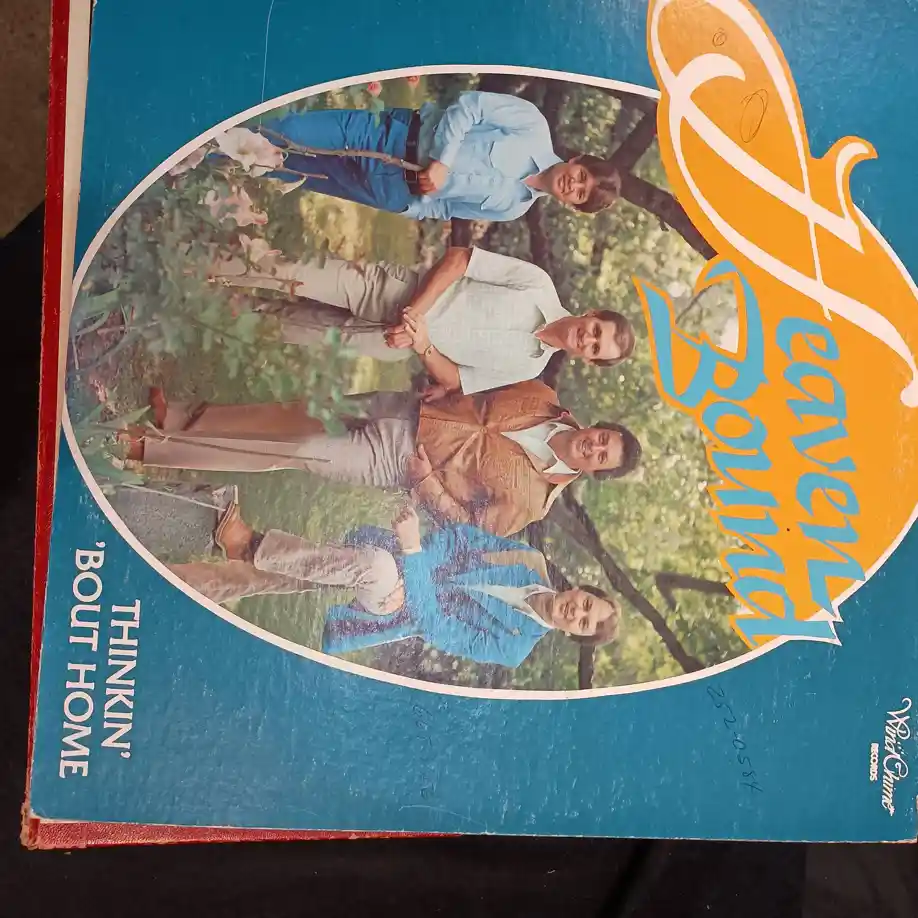 Heaven
Bound
Wind Chime
RECORDS
252-0584
THINKIN'
'BOUT HOME